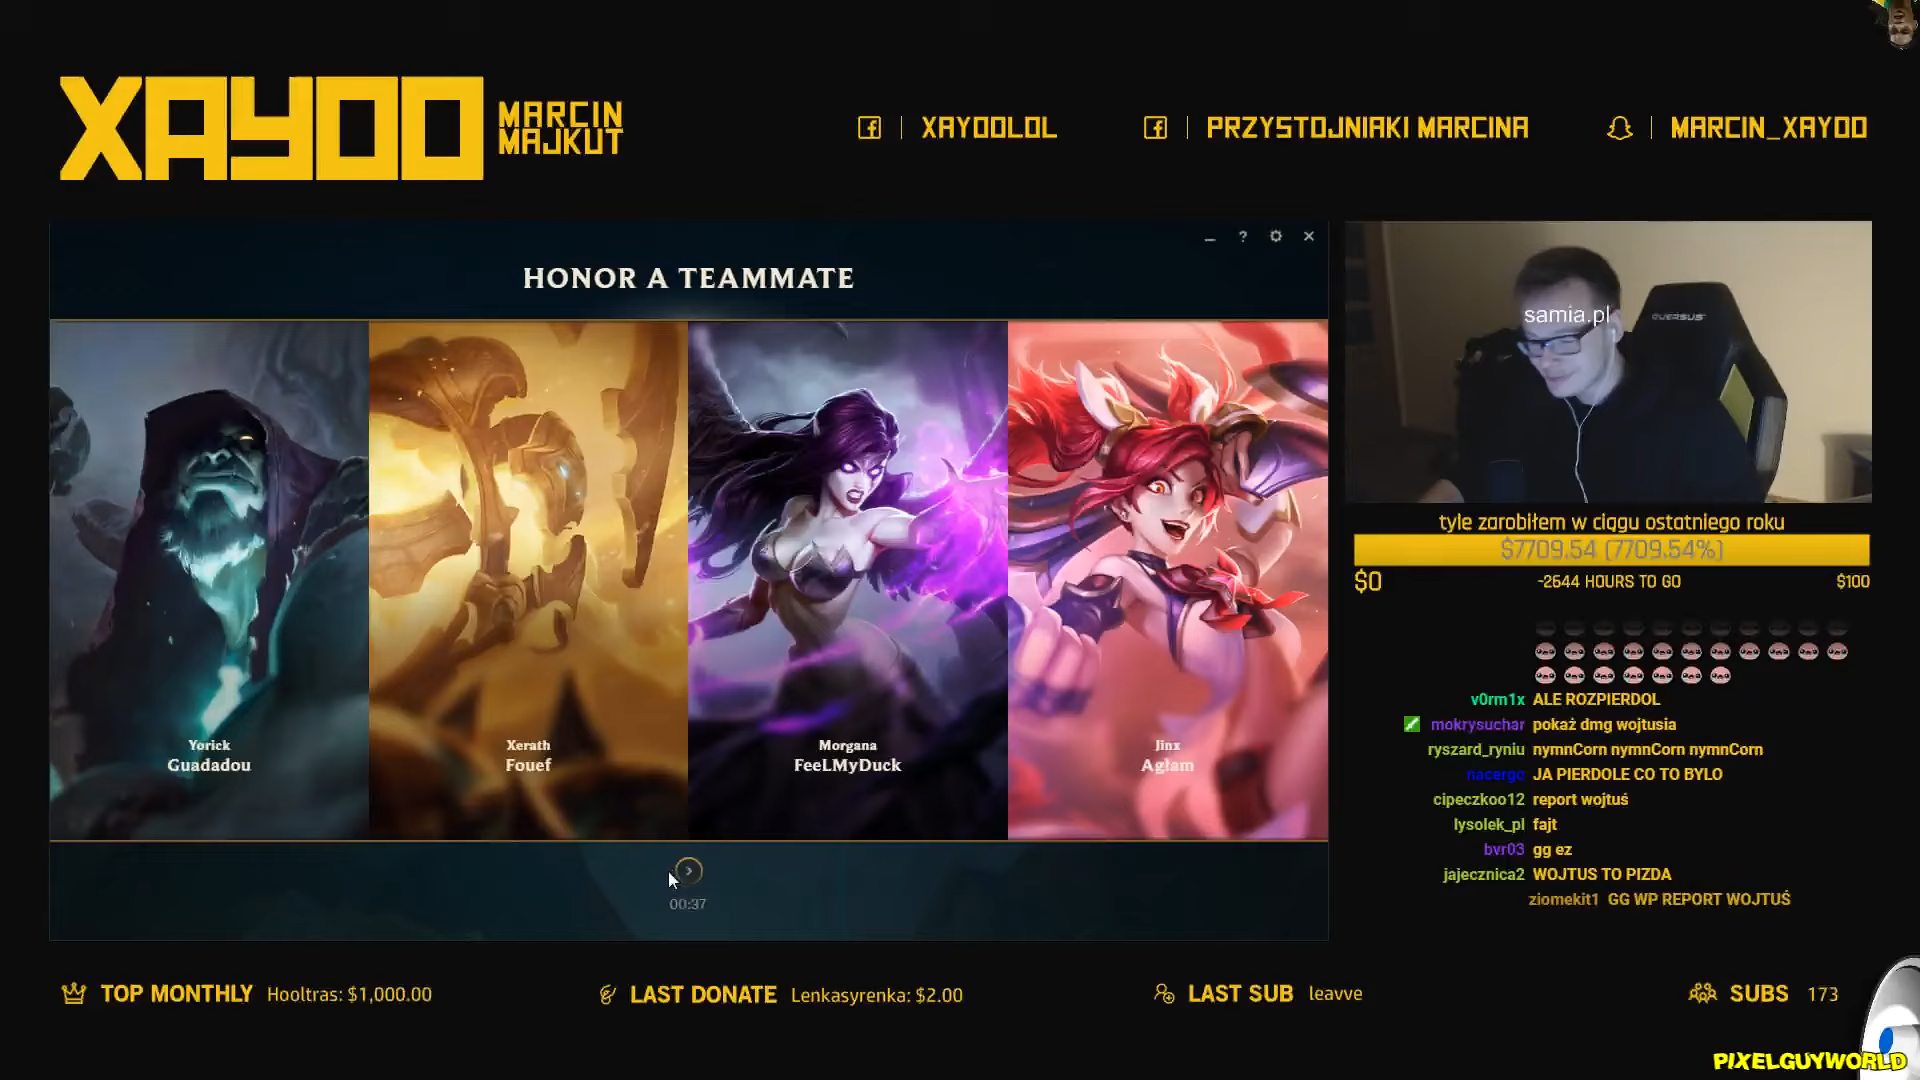 XAYOO
MARCIN
MAJKUT
XAYOOLOL
PRZYSTOJNIAKI MARCINA
MARCIN_XAYOO
HONOR A TEAMMATE
Yorick
Guadadou
Xerath
Fouef
Morgana
FeeLMyDuck
Jinx
Agłam
00:37
samia.pl
QVERSUS
tyle zarobiłem w ciągu ostatniego roku
$7709.54 (7709.54%)
$0
-2544 HOURS TO GO
$100
v0rm1x ALE ROZPIERDOL
mokrysuchar pokaż dmg wojtusia
ryszard_ryniu nymnCorn nymnCorn nymnCorn
nacergo JA PIERDOLE CO TO BYLO
cipeczkoo12 report wojtuś
lysolek_pl fajt
bvr03 gg ez
jajecznica2 WOJTUS TO PIZDA
ziomekit1 GG WP REPORT WOJTUŚ
TOP MONTHLY Hooltras: $1,000.00
LAST DONATE Lenkasyrenka: $2.00
LAST SUB leavve
SUBS 173
PIXELGUYWORLD